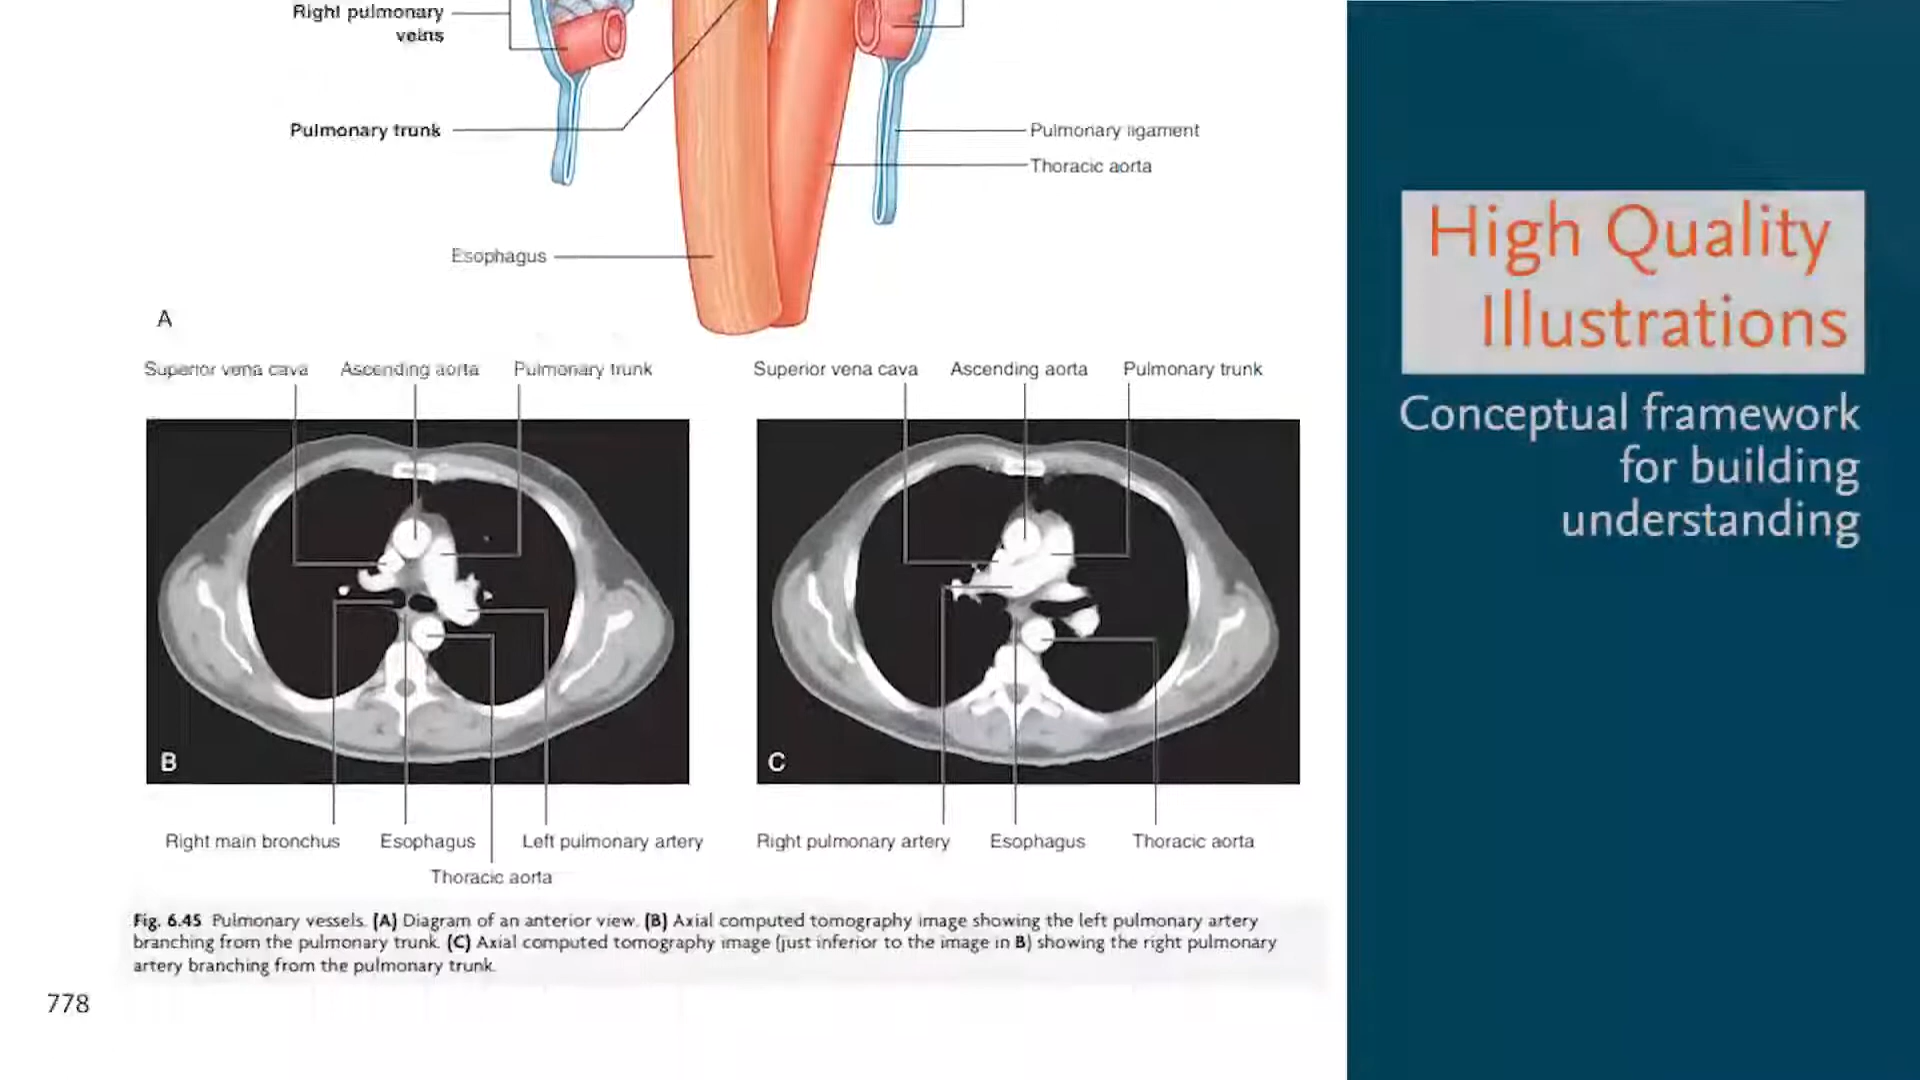 Right pulmonary
veins
Pulmonary trunk
Pulmonary ligament
Thoracic aorta
Esophagus
A
Superior vena cava
Ascending aorta
Pulmonary trunk
Superior vena cava
Ascending aorta
Pulmonary trunk
B
C
Right main bronchus
Esophagus
Left pulmonary artery
Thoracic aorta
Right pulmonary artery
Esophagus
Thoracic aorta
Fig. 6.45 Pulmonary vessels. (A) Diagram of an anterior view. (B) Axial computed tomography image showing the left pulmonary artery
branching from the pulmonary trunk. (C) Axial computed tomography image (just inferior to the image in B) showing the right pulmonary
artery branching from the pulmonary trunk.
778
High Quality
Illustrations
Conceptual framework
for building
understanding